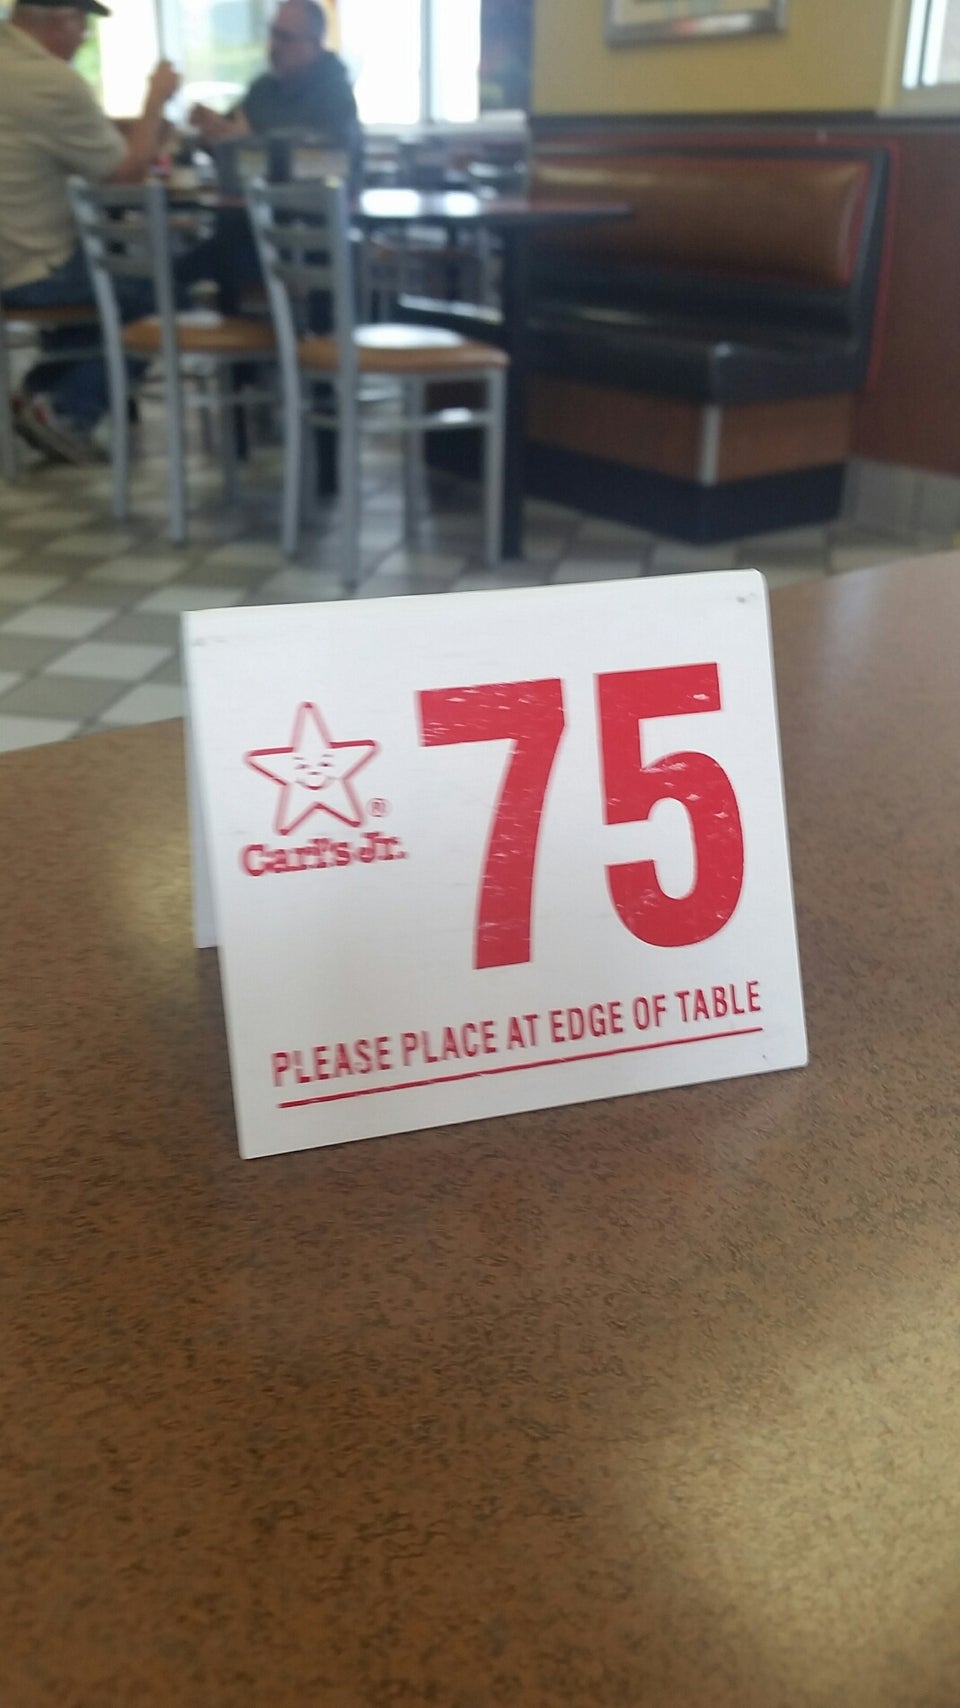 75
®
Carl's Jr.
PLEASE PLACE AT EDGE OF TABLE